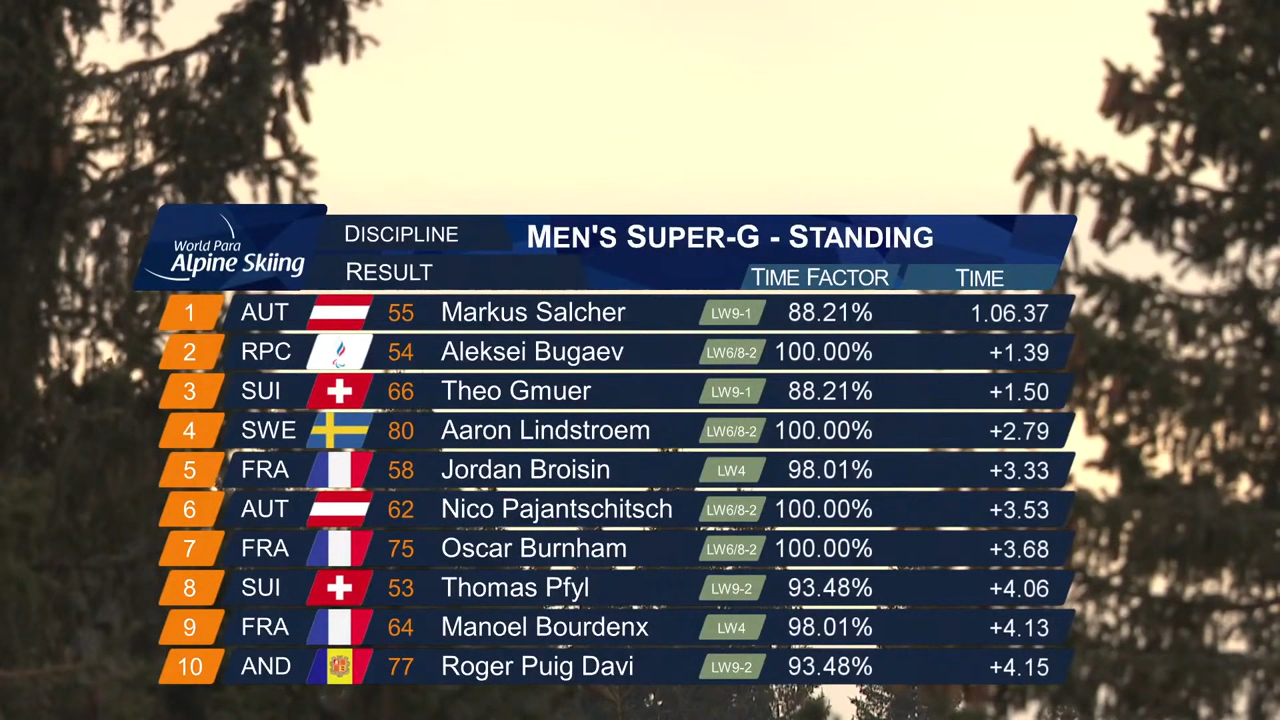 World Para
Alpine Skiing
DISCIPLINE MEN'S SUPER-G - STANDING
RESULT TIME FACTOR TIME
1 AUT 55 Markus Salcher LW9-1 88.21% 1.06.37
2 RPC 54 Aleksei Bugaev LW6/8-2 100.00% +1.39
3 SUI 66 Theo Gmuer LW9-1 88.21% +1.50
4 SWE 80 Aaron Lindstroem LW6/8-2 100.00% +2.79
5 FRA 58 Jordan Broisin LW4 98.01% +3.33
6 AUT 62 Nico Pajantschitsch LW6/8-2 100.00% +3.53
7 FRA 75 Oscar Burnham LW6/8-2 100.00% +3.68
8 SUI 53 Thomas Pfyl LW9-2 93.48% +4.06
9 FRA 64 Manoel Bourdenx LW4 98.01% +4.13
10 AND 77 Roger Puig Davi LW9-2 93.48% +4.15